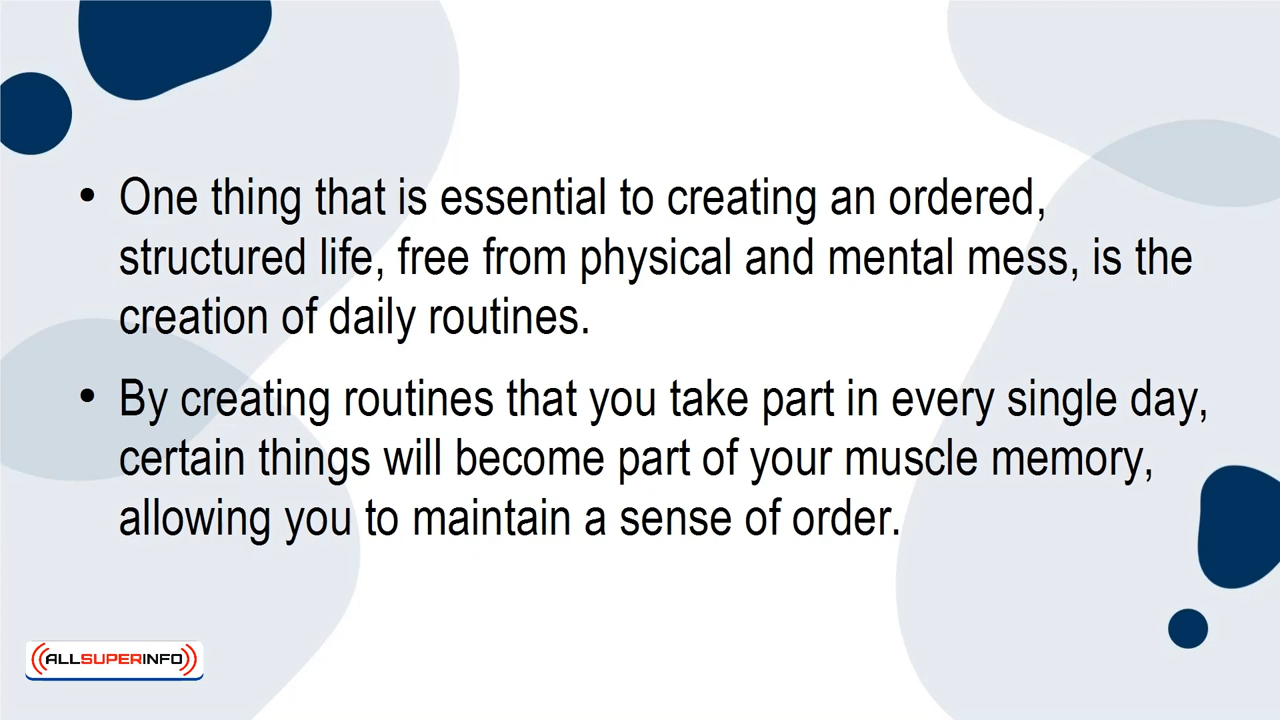 • One thing that is essential to creating an ordered,
structured life, free from physical and mental mess, is the
creation of daily routines.
• By creating routines that you take part in every single day,
certain things will become part of your muscle memory,
allowing you to maintain a sense of order.
ALLSUPERINFO